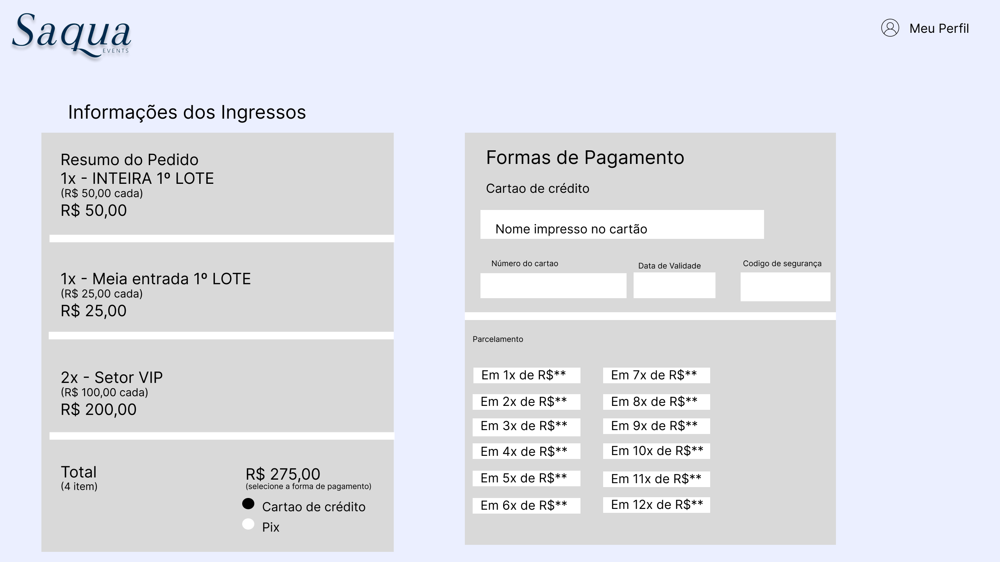 Saqua
EVENTS
Meu Perfil
Informações dos Ingressos
Resumo do Pedido
1x - INTEIRA 1º LOTE
(R$ 50,00 cada)
R$ 50,00
1x - Meia entrada 1º LOTE
(R$ 25,00 cada)
R$ 25,00
2x - Setor VIP
(R$ 100,00 cada)
R$ 200,00
Total
(4 item)
R$ 275,00
(selecione a forma de pagamento)
Cartao de crédito
Pix
Formas de Pagamento
Cartao de crédito
Nome impresso no cartão
Número do cartao
Data de Validade
Codigo de segurança
Parcelamento
Em 1x de R$**
Em 2x de R$**
Em 3x de R$**
Em 4x de R$**
Em 5x de R$**
Em 6x de R$**
Em 7x de R$**
Em 8x de R$**
Em 9x de R$**
Em 10x de R$**
Em 11x de R$**
Em 12x de R$**